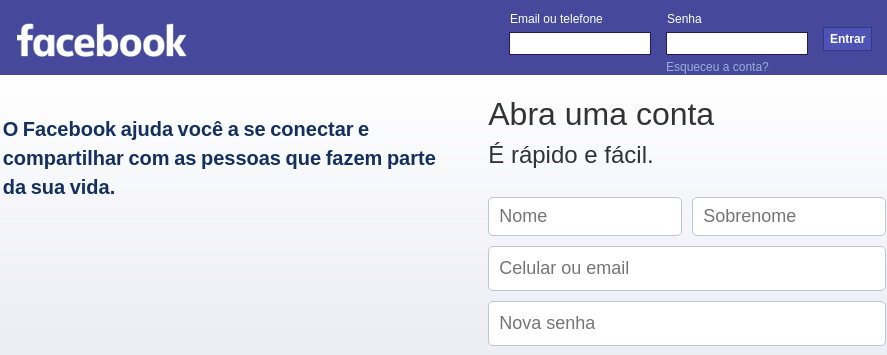 facebook
Email ou telefone
Senha
Entrar
Esqueceu a conta?
O Facebook ajuda você a se conectar e
compartilhar com as pessoas que fazem parte
da sua vida.
Abra uma conta
É rápido e fácil.
Nome
Sobrenome
Celular ou email
Nova senha